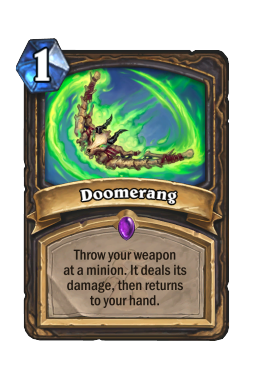 1
Doomerang
Throw your weapon
at a minion. It deals its
damage, then returns
to your hand.